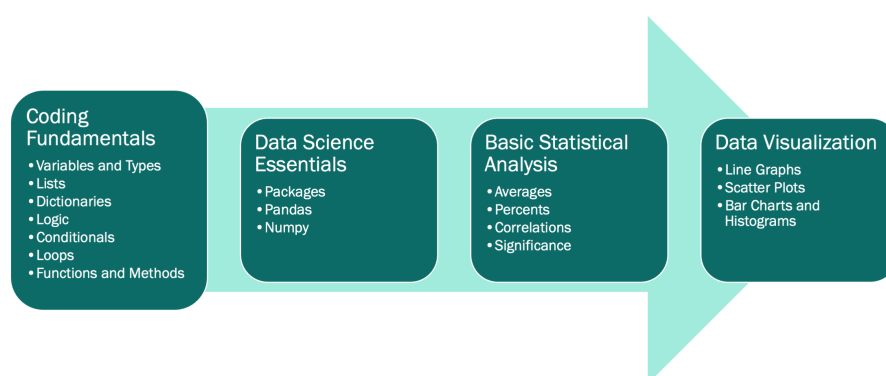 Coding
Fundamentals
•Variables and Types
•Lists
•Dictionaries
•Logic
•Conditionals
•Loops
•Functions and Methods
Data Science
Essentials
•Packages
•Pandas
•Numpy
Basic Statistical
Analysis
•Averages
•Percents
•Correlations
•Significance
Data Visualization
•Line Graphs
•Scatter Plots
•Bar Charts and
Histograms